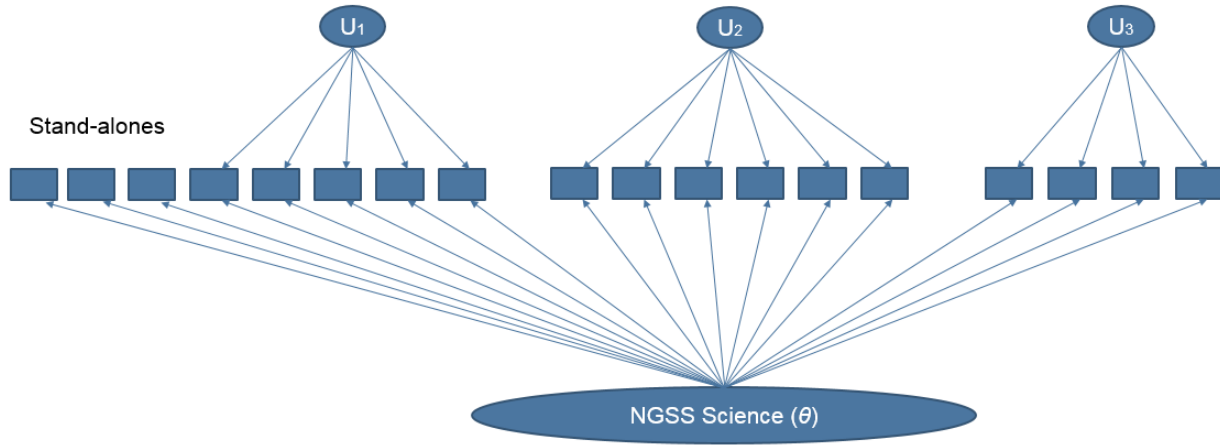 U₁
U₂
U₃
Stand-alones
NGSS Science (θ)